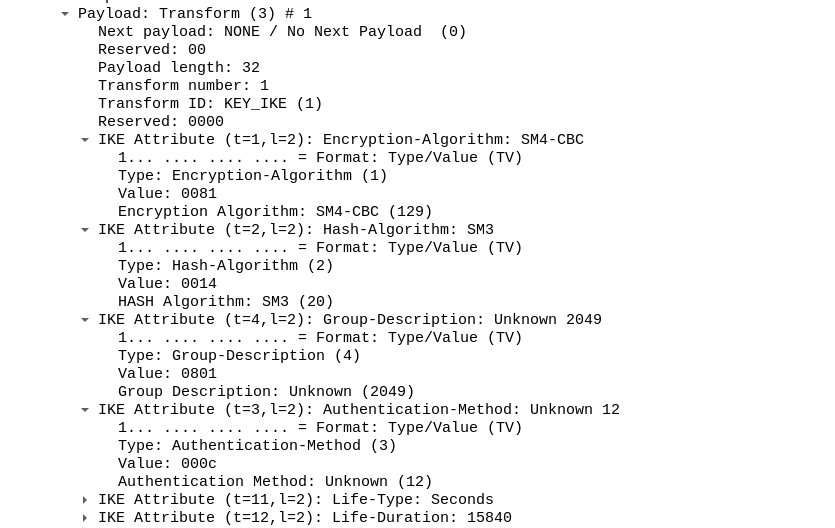 Payload: Transform (3) # 1
Next payload: NONE / No Next Payload  (0)
Reserved: 00
Payload length: 32
Transform number: 1
Transform ID: KEY_IKE (1)
Reserved: 0000
IKE Attribute (t=1,l=2): Encryption-Algorithm: SM4-CBC
1... .... .... .... = Format: Type/Value (TV)
Type: Encryption-Algorithm (1)
Value: 0081
Encryption Algorithm: SM4-CBC (129)
IKE Attribute (t=2,l=2): Hash-Algorithm: SM3
1... .... .... .... = Format: Type/Value (TV)
Type: Hash-Algorithm (2)
Value: 0014
HASH Algorithm: SM3 (20)
IKE Attribute (t=4,l=2): Group-Description: Unknown 2049
1... .... .... .... = Format: Type/Value (TV)
Type: Group-Description (4)
Value: 0801
Group Description: Unknown (2049)
IKE Attribute (t=3,l=2): Authentication-Method: Unknown 12
1... .... .... .... = Format: Type/Value (TV)
Type: Authentication-Method (3)
Value: 000c
Authentication Method: Unknown (12)
IKE Attribute (t=11,l=2): Life-Type: Seconds
IKE Attribute (t=12,l=2): Life-Duration: 15840